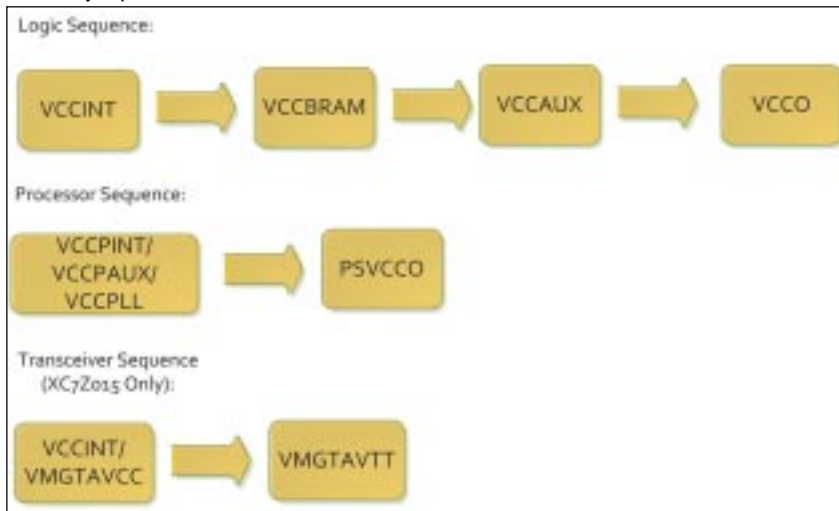 Logic Sequence:
VCCINT
VCCBRAM
VCCAUX
VCCO
Processor Sequence:
VCCPINT/
VCCPAUX/
VCCPLL
PSVCCO
Transceiver Sequence
(XC7Z015 Only):
VCCINT/
VMGTAVCC
VMGTAVTT